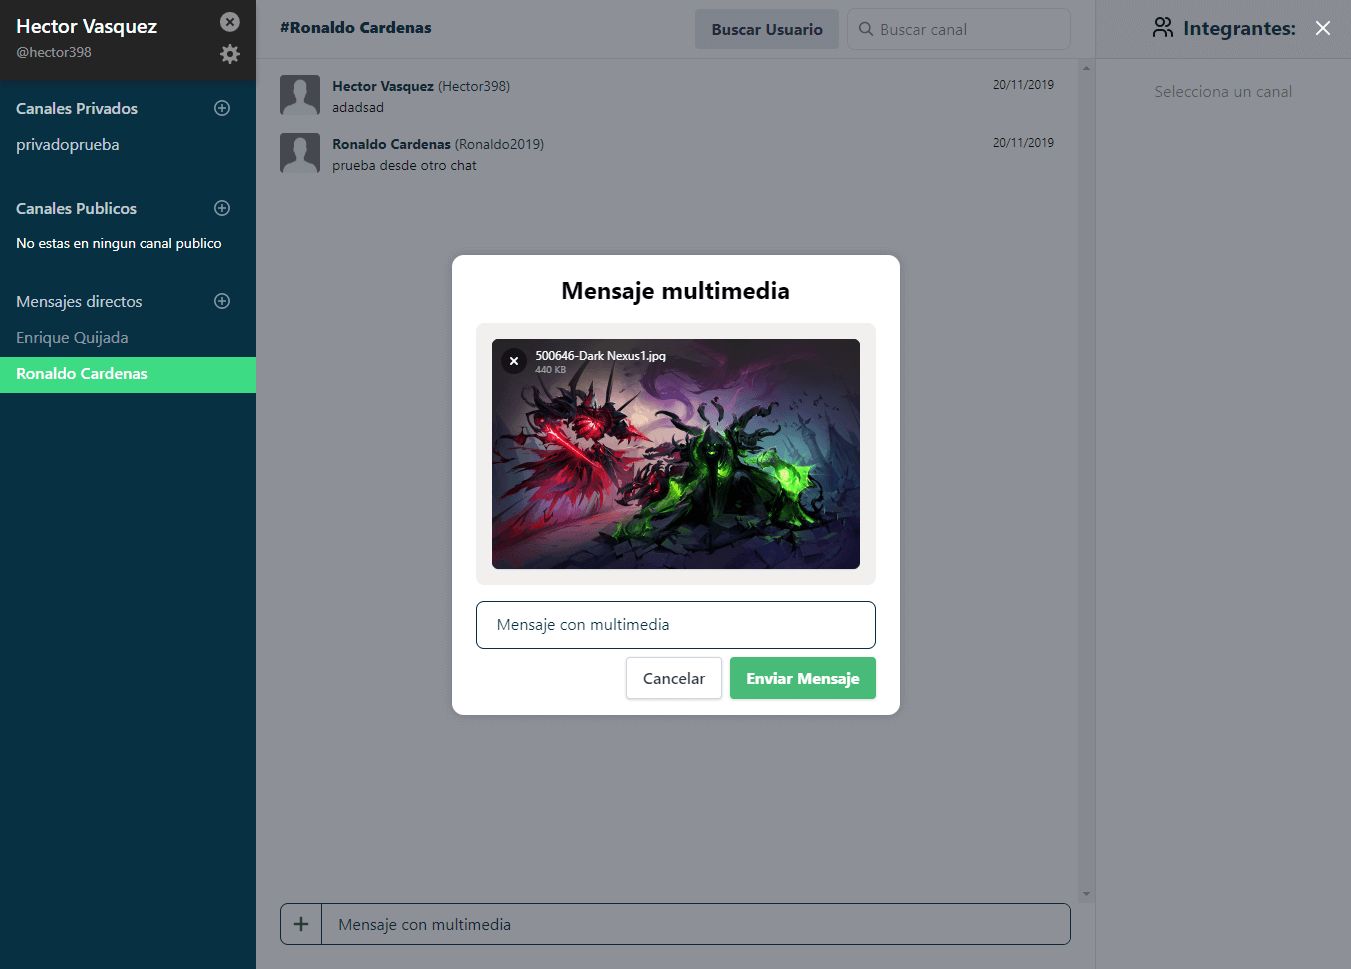 Hector Vasquez
@hector398
Canales Privados
privadoprueba
Canales Publicos
No estas en ningun canal publico
Mensajes directos
Enrique Quijada
Ronaldo Cardenas
#Ronaldo Cardenas
Buscar Usuario
Buscar canal
Hector Vasquez (Hector398)
20/11/2019
adadsad
Ronaldo Cardenas (Ronaldo2019)
20/11/2019
prueba desde otro chat
Mensaje multimedia
500646-Dark Nexus1.jpg
440 KB
Mensaje con multimedia
Cancelar
Enviar Mensaje
Mensaje con multimedia
Integrantes:
Selecciona un canal